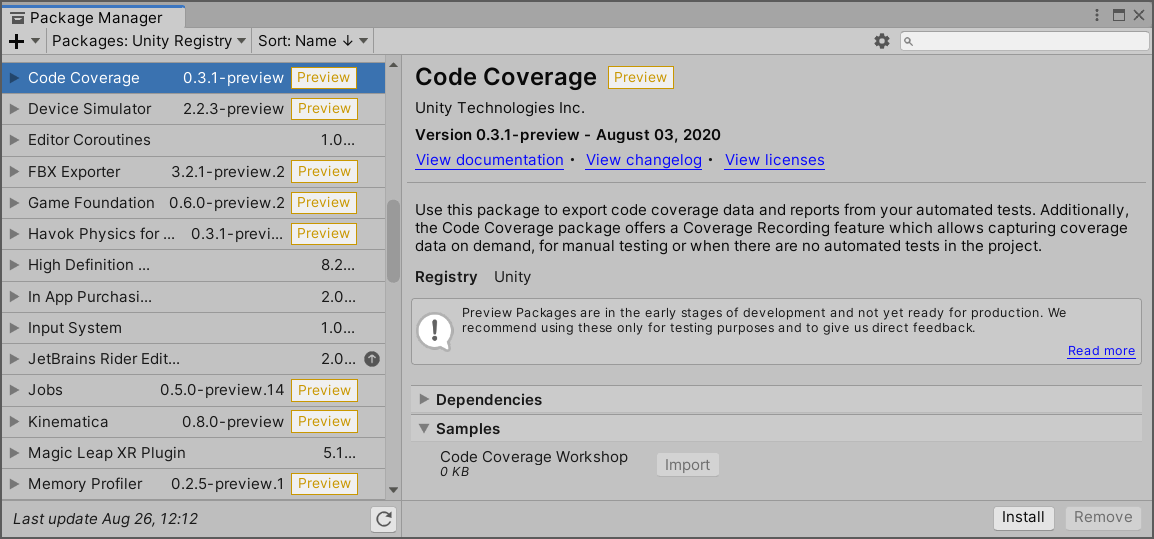 Package Manager
Packages: Unity Registry Sort: Name ↓
Code Coverage 0.3.1-preview Preview
Device Simulator 2.2.3-preview Preview
Editor Coroutines 1.0...
FBX Exporter 3.2.1-preview.2 Preview
Game Foundation 0.6.0-preview.2 Preview
Havok Physics for ... 0.3.1-previ... Preview
High Definition ... 8.2...
In App Purchasi... 2.0...
Input System 1.0...
JetBrains Rider Edit... 2.0...
Jobs 0.5.0-preview.14 Preview
Kinematica 0.8.0-preview Preview
Magic Leap XR Plugin 5.1...
Memory Profiler 0.2.5-preview.1 Preview
Last update Aug 26, 12:12
Code Coverage Preview
Unity Technologies Inc.
Version 0.3.1-preview - August 03, 2020
View documentation · View changelog · View licenses
Use this package to export code coverage data and reports from your automated tests. Additionally,
the Code Coverage package offers a Coverage Recording feature which allows capturing coverage
data on demand, for manual testing or when there are no automated tests in the project.
Registry Unity
Preview Packages are in the early stages of development and not yet ready for production. We
recommend using these only for testing purposes and to give us direct feedback.
Read more
Dependencies
Samples
Code Coverage Workshop Import
0 KB
Install Remove